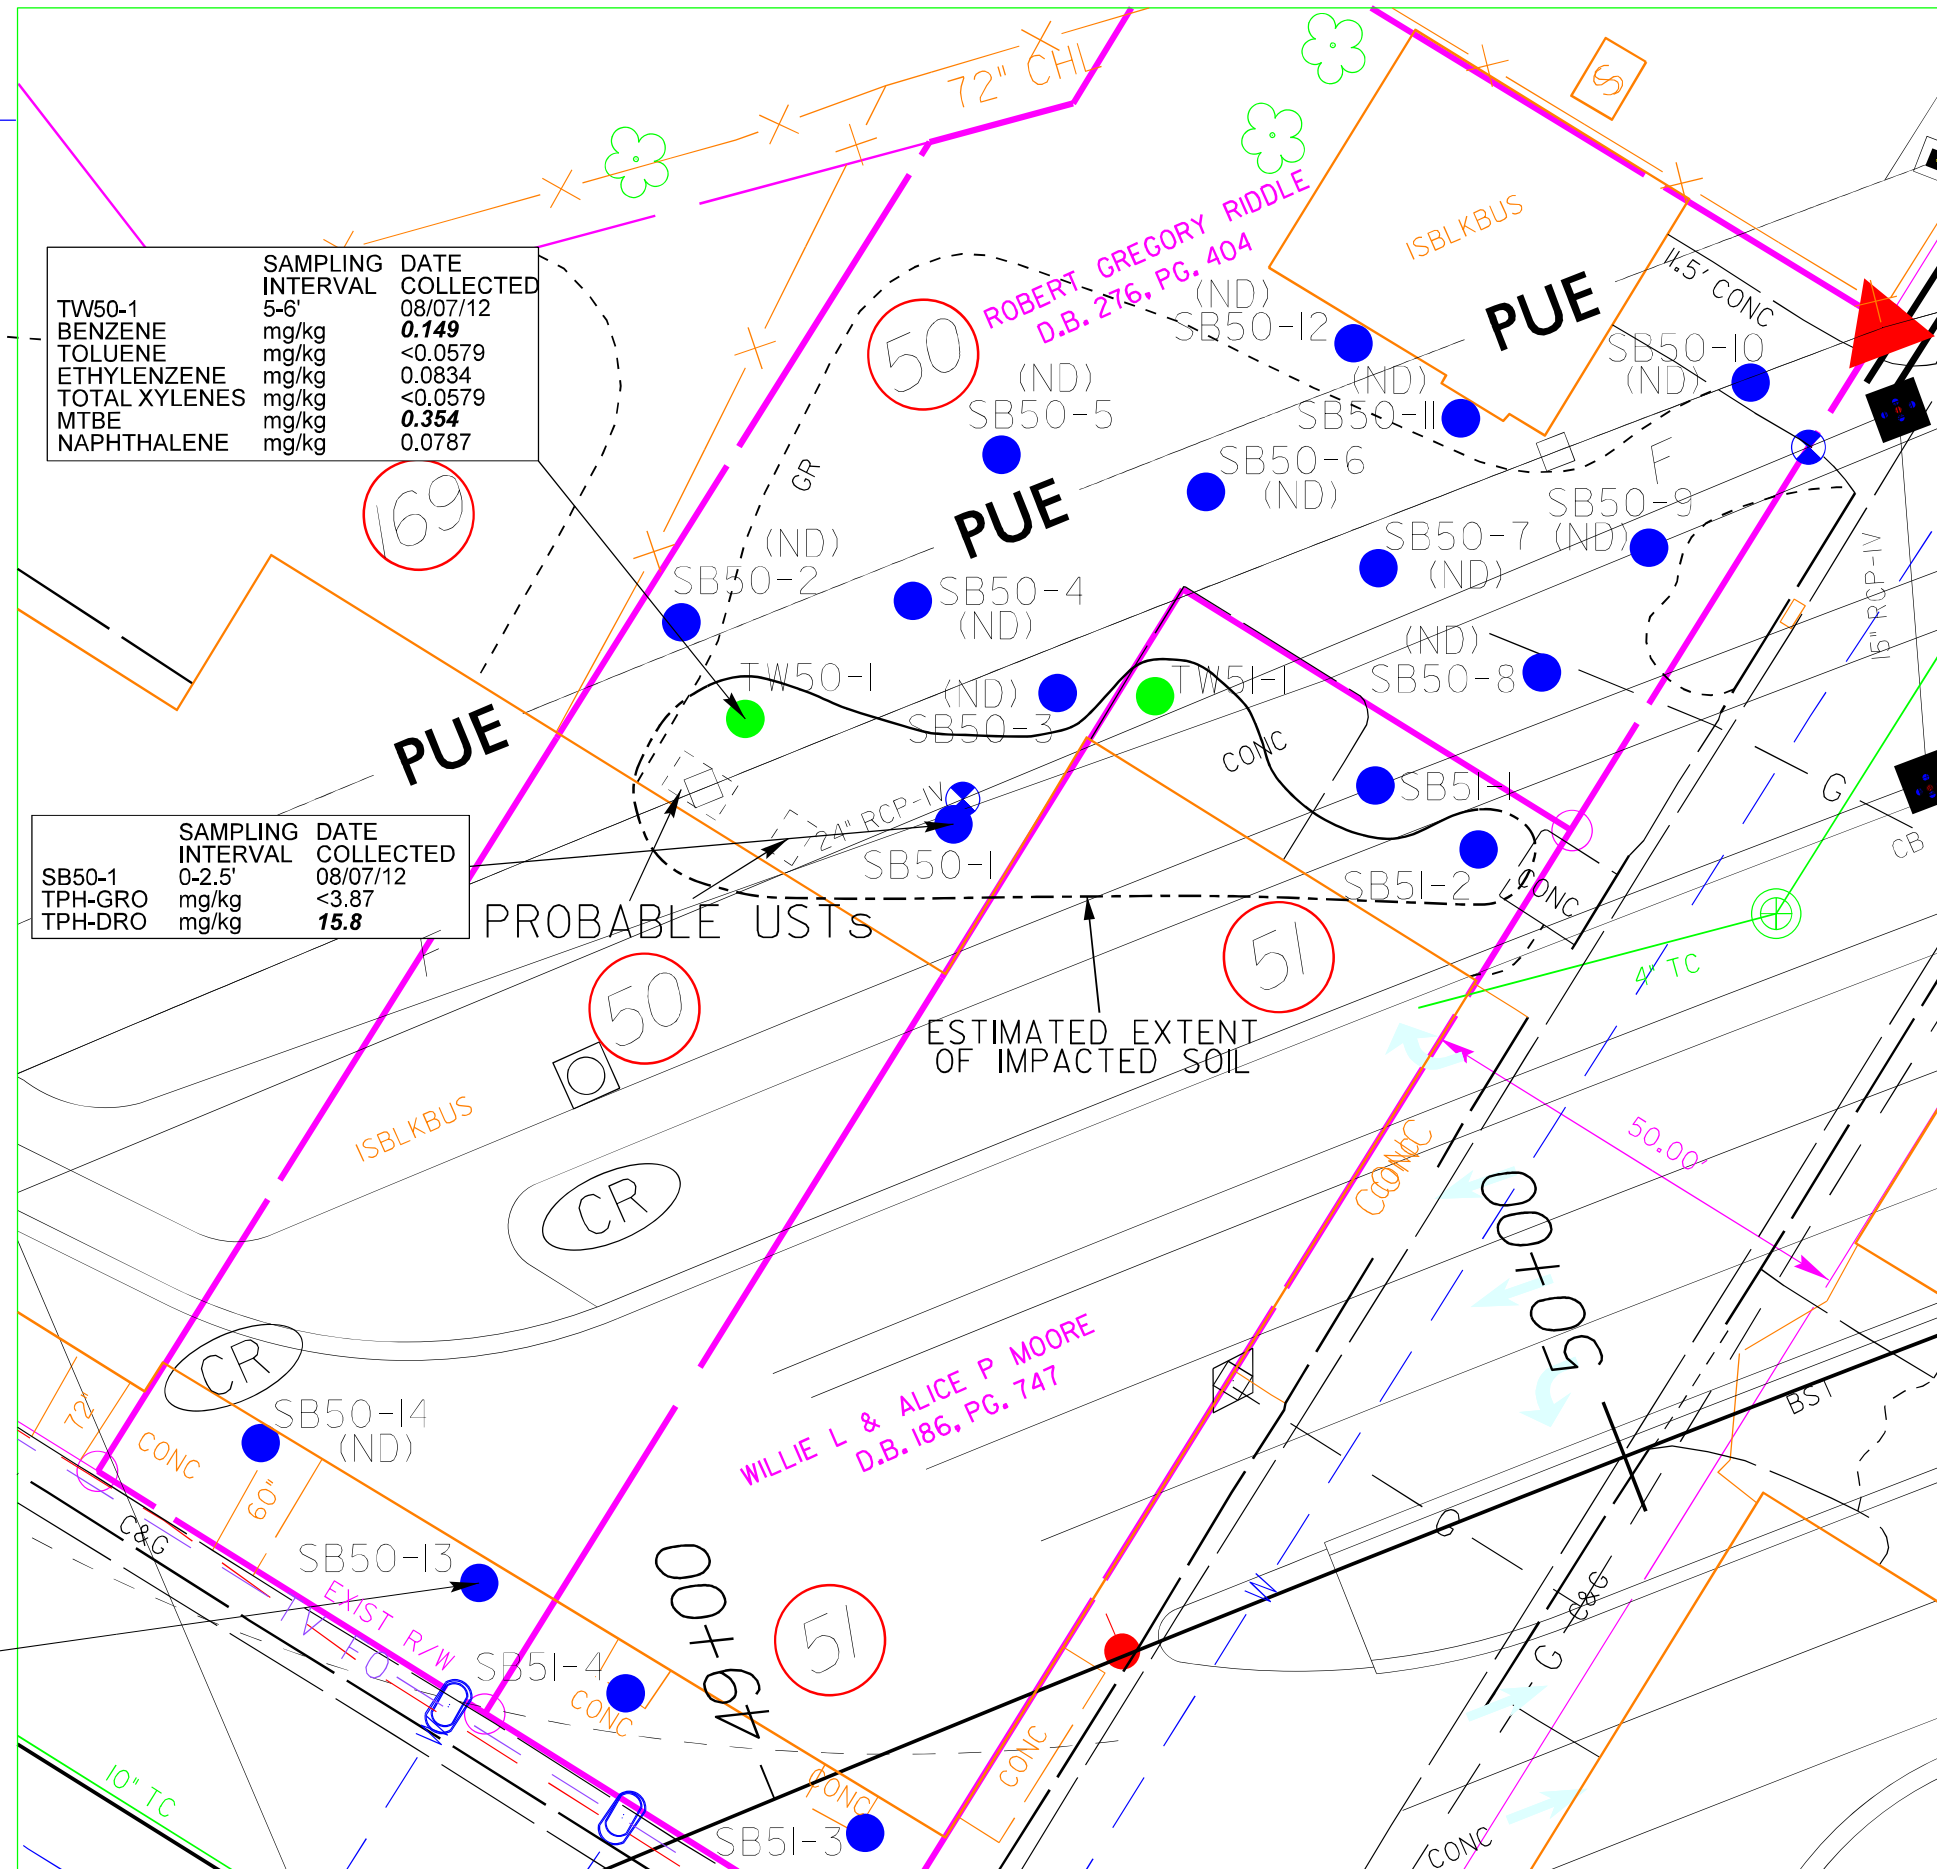 72" CHL
S
ISBLKBUS
11.5' CONC
ROBERT GREGORY RIDDLE
D.B. 276, PG. 404
50
PUE
SAMPLING INTERVAL DATE COLLECTED
TW50-1 5-6' 08/07/12
BENZENE mg/kg 0.149
TOLUENE mg/kg <0.0579
ETHYLENZENE mg/kg 0.0834
TOTAL XYLENES mg/kg <0.0579
MTBE mg/kg 0.354
NAPHTHALENE mg/kg 0.0787
(ND)
SB50-12
SB50-10
(ND)
(ND)
SB50-11
(ND)
SB50-5
GR
169
SB50-6
(ND)
F
SB50-9
(ND)
PUE
SB50-7
(ND)
15" RCP-IV
(ND)
SB50-2
SB50-4
(ND)
(ND)
SB50-8
TW50-1
(ND)
SB50-3
TW51-1
PUE
CONC
SB51-1
G
CB
24" RCP-IV
SB50-1
SB51-2
CONC
SAMPLING INTERVAL DATE COLLECTED
SB50-1 0-2.5' 08/07/12
TPH-GRO mg/kg <3.87
TPH-DRO mg/kg 15.8
PROBABLE USTs
51
4" TC
50
ESTIMATED EXTENT
OF IMPACTED SOIL
ISBLKBUS
CONC
CONC
50.00'
CR
50+00
CR
WILLIE L & ALICE P MOORE
D.B. 186, PG. 747
BST
72"
CONC
60"
SB50-14
(ND)
C&G
SB50-13
EXIST R/W
49+00
51
W
G
C&G
SB51-4
CONC
CONC
CONC
SB51-3
10" TC
CONC